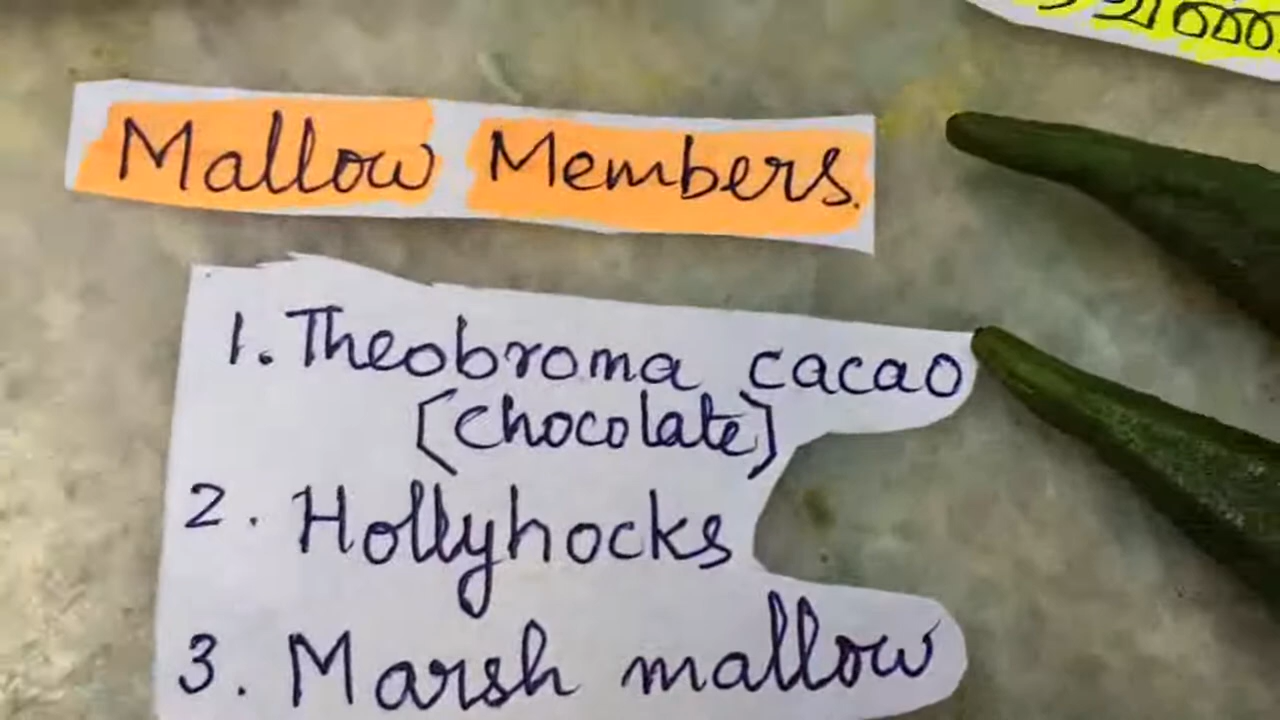 Mallow Members.
1. Theobroma cacao
[Chocolate]
2. Hollyhocks
3. Marsh mallow